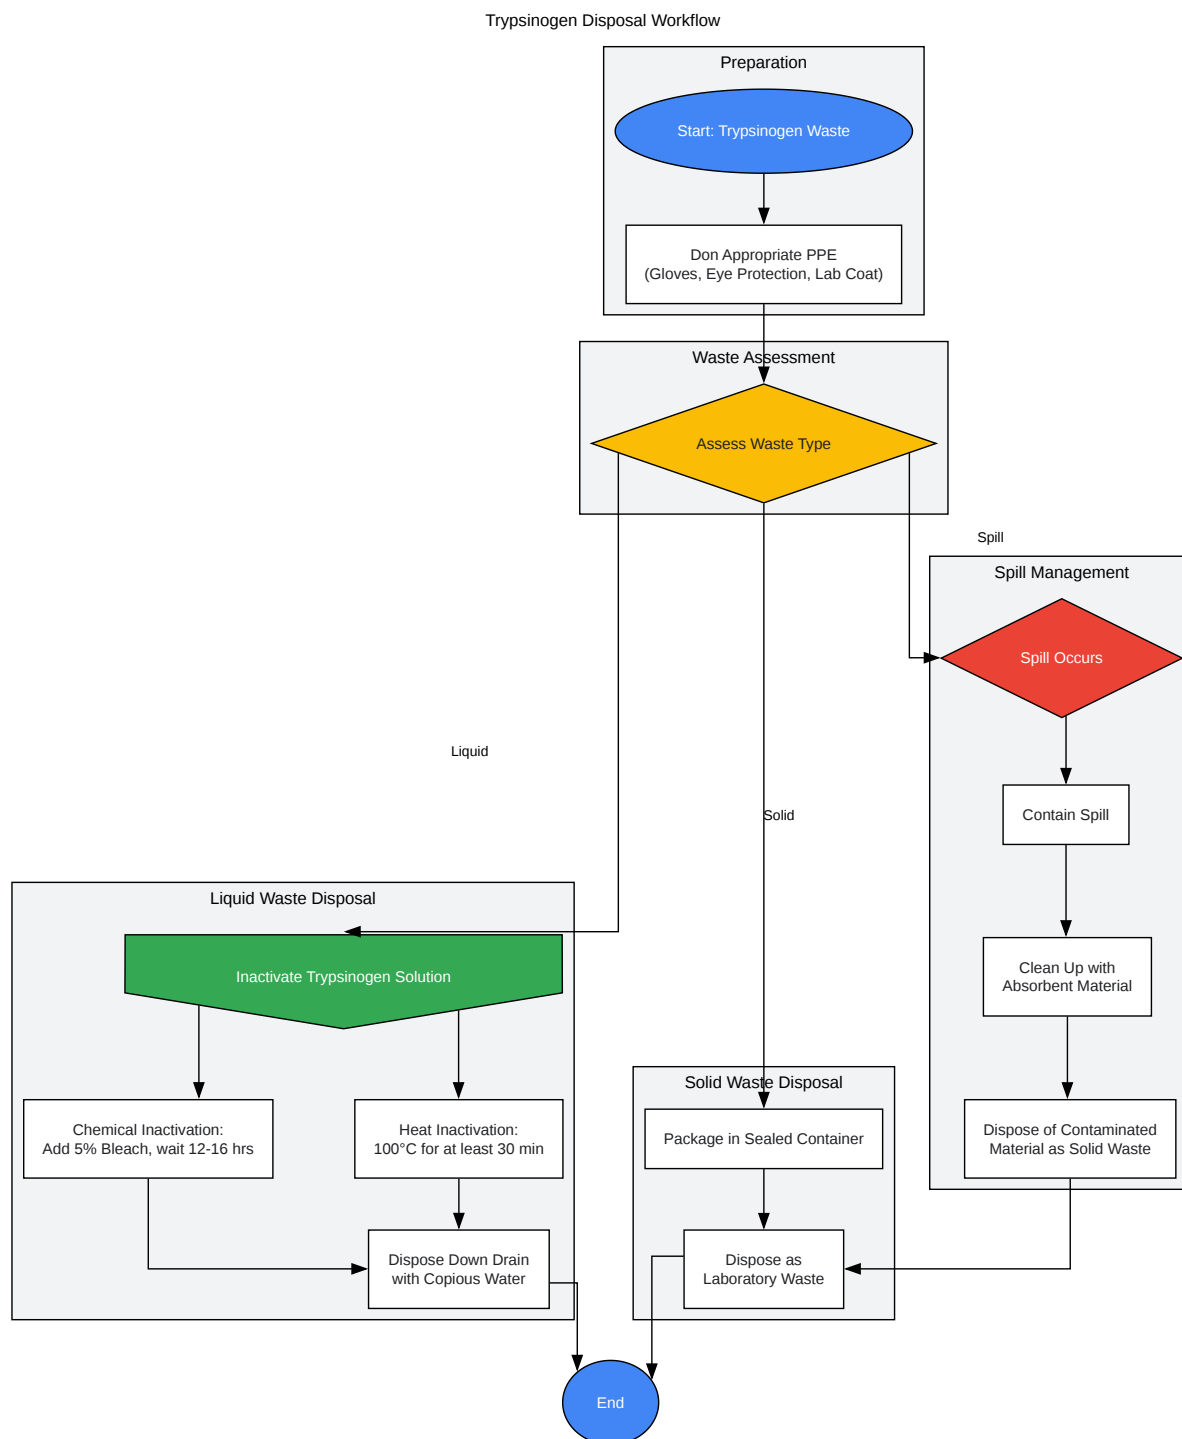 Trypsinogen Disposal Workflow
Preparation
Start: Trypsinogen Waste
Don Appropriate PPE
(Gloves, Eye Protection, Lab Coat)
Waste Assessment
Assess Waste Type
Spill
Spill Management
Spill Occurs
Liquid
Solid
Contain Spill
Liquid Waste Disposal
Inactivate Trypsinogen Solution
Clean Up with
Absorbent Material
Solid Waste Disposal
Chemical Inactivation:
Add 5% Bleach, wait 12-16 hrs
Heat Inactivation:
100°C for at least 30 min
Package in Sealed Container
Dispose of Contaminated
Material as Solid Waste
Dispose Down Drain
with Copious Water
Dispose as
Laboratory Waste
End